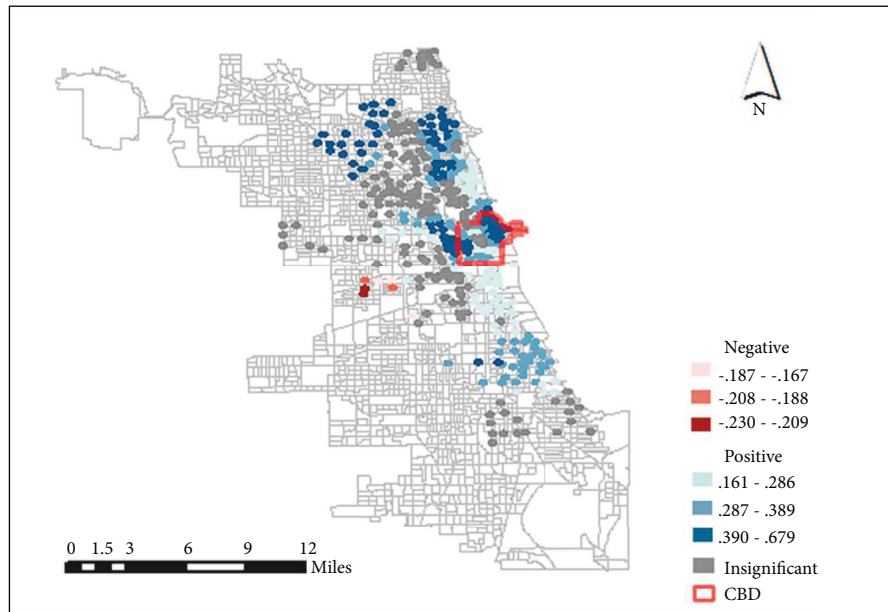 N
Negative
-.187 - -.167
-.208 - -.188
-.230 - -.209
Positive
.161 - .286
.287 - .389
.390 - .679
Insignificant
CBD
0 1.5 3 6 9 12
Miles